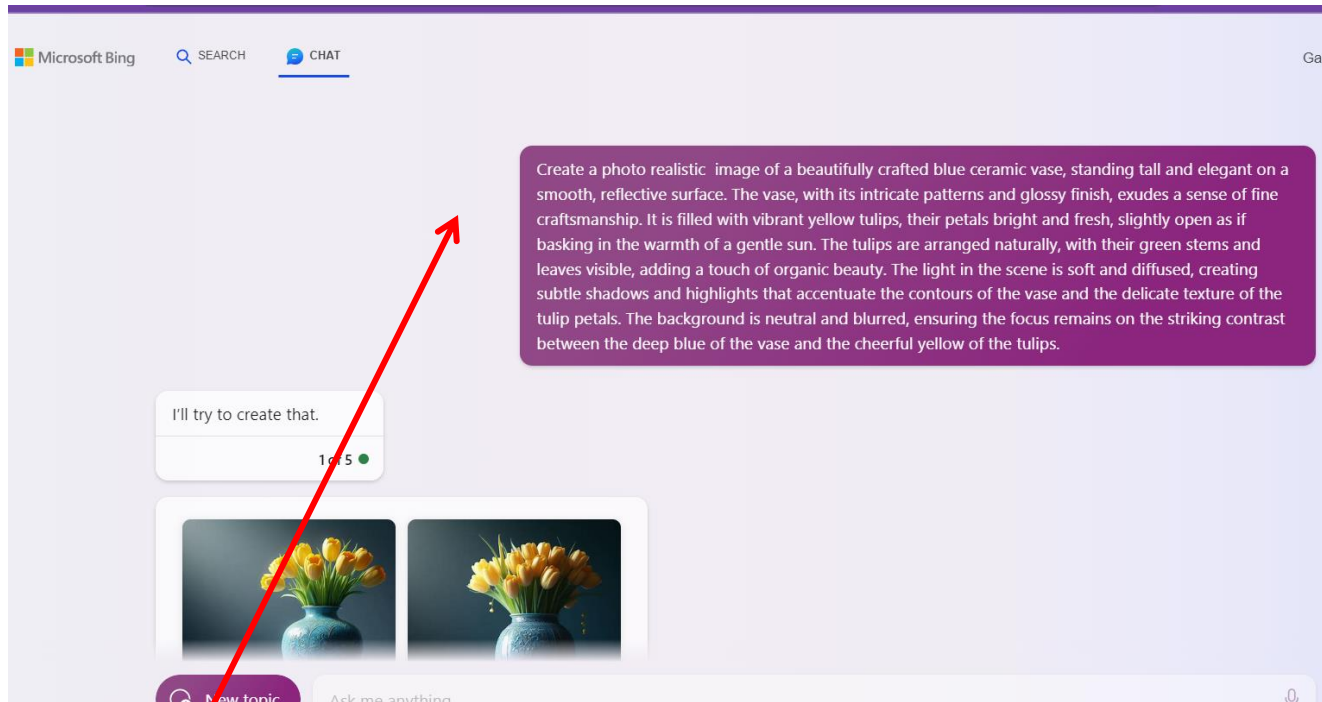 Microsoft Bing
SEARCH
CHAT
Ga
Create a photo realistic  image of a beautifully crafted blue ceramic vase, standing tall and elegant on a
smooth, reflective surface. The vase, with its intricate patterns and glossy finish, exudes a sense of fine
craftsmanship. It is filled with vibrant yellow tulips, their petals bright and fresh, slightly open as if
basking in the warmth of a gentle sun. The tulips are arranged naturally, with their green stems and
leaves visible, adding a touch of organic beauty. The light in the scene is soft and diffused, creating
subtle shadows and highlights that accentuate the contours of the vase and the delicate texture of the
tulip petals. The background is neutral and blurred, ensuring the focus remains on the striking contrast
between the deep blue of the vase and the cheerful yellow of the tulips.
I'll try to create that.
1 of 5
New topic
Ask me anything